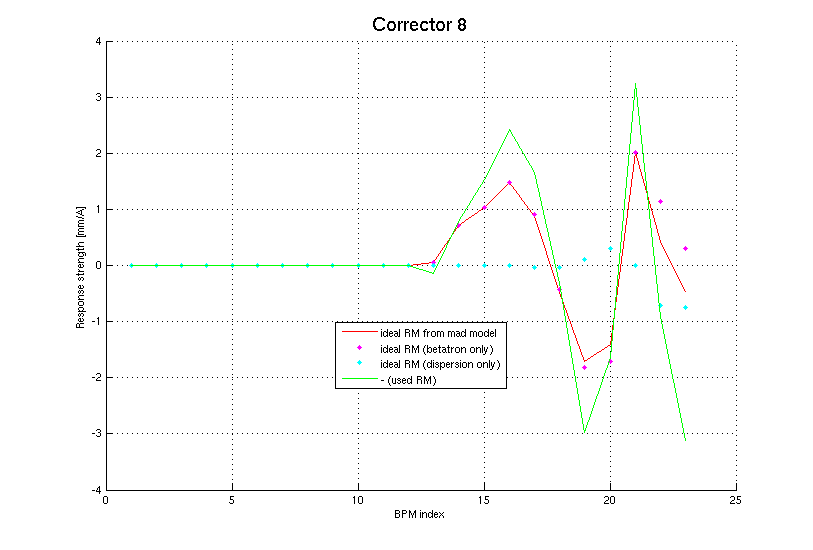 Corrector 8
4
3
2
1
0
-1
-2
-3
-4
Response strength [mm/A]
ideal RM from mad model
ideal RM (betatron only)
ideal RM (dispersion only)
- (used RM)
0 5 10 15 20 25
BPM index